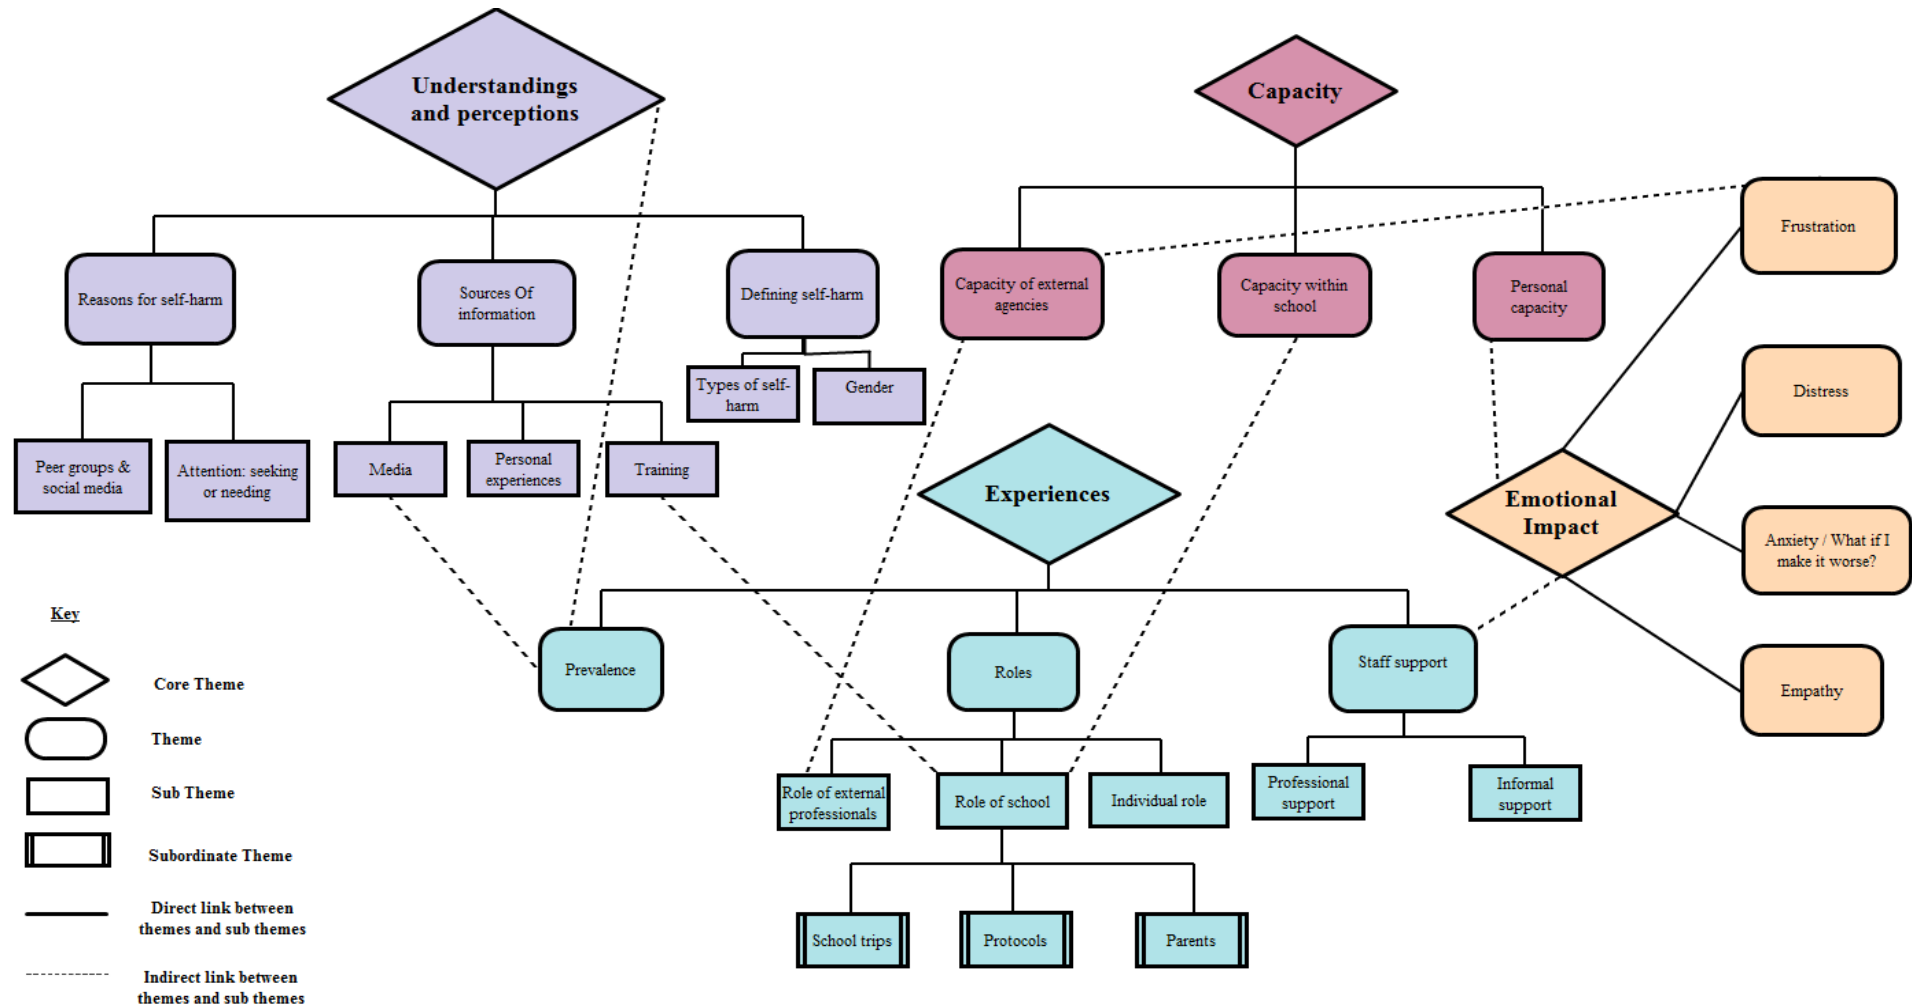 Understandings
and perceptions
Capacity
Reasons for self-harm
Sources Of
information
Defining self-harm
Capacity of external
agencies
Capacity within
school
Personal
capacity
Frustration
Distress
Anxiety / What if I
make it worse?
Empathy
Emotional
Impact
Types of self-
harm
Gender
Peer groups &
social media
Attention: seeking
or needing
Media
Personal
experiences
Training
Experiences
Prevalence
Roles
Staff support
Role of external
professionals
Role of school
Individual role
Professional
support
Informal
support
School trips
Protocols
Parents
Key
Core Theme
Theme
Sub Theme
Subordinate Theme
Direct link between
themes and sub themes
Indirect link between
themes and sub themes